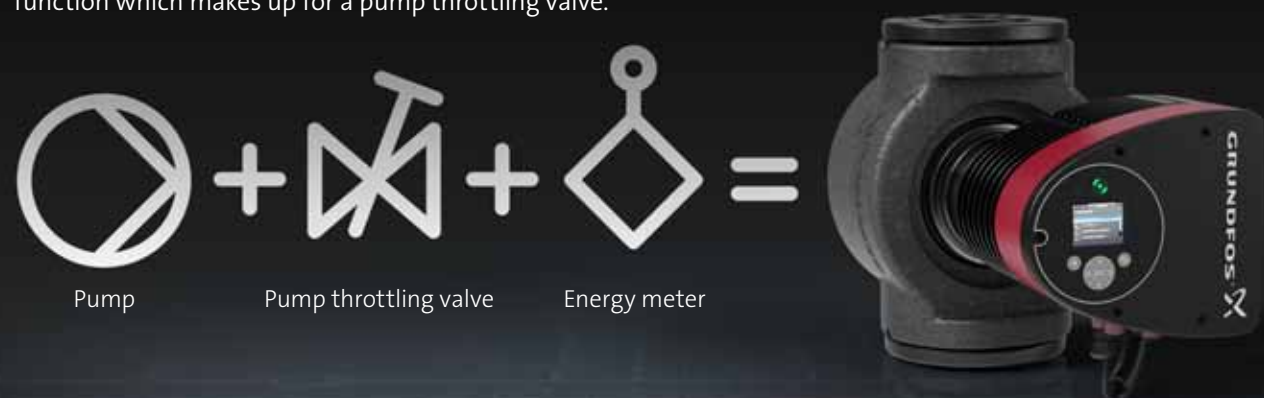 function which makes up for a pump throttling valve.
Pump
Pump throttling valve
Energy meter
GRUNDFOS